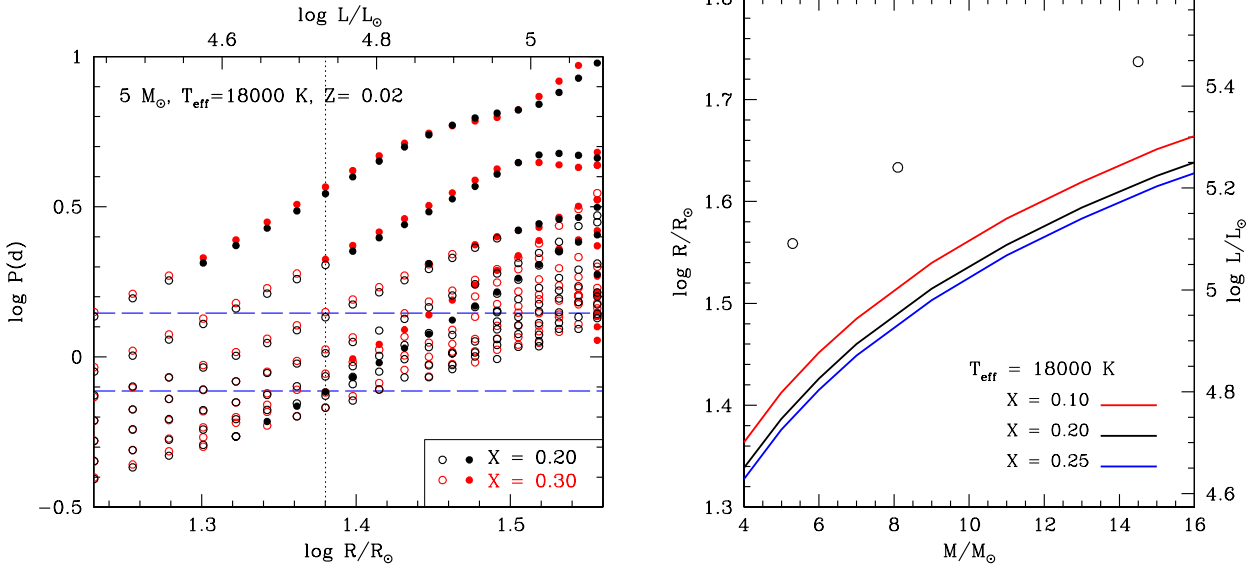 log L/L☉
4.6 4.8 5
1
0.5
0
−0.5
log P(d)
5 M☉, Teff=18000 K, Z= 0.02
X = 0.20
X = 0.30
1.3 1.4 1.5
log R/R☉
1.8
1.7
1.6
1.5
1.4
1.3
log R/R☉
5.4
5.2
5
4.8
4.6
log L/L☉
Teff = 18000 K
X = 0.10
X = 0.20
X = 0.25
4 6 8 10 12 14 16
M/M☉